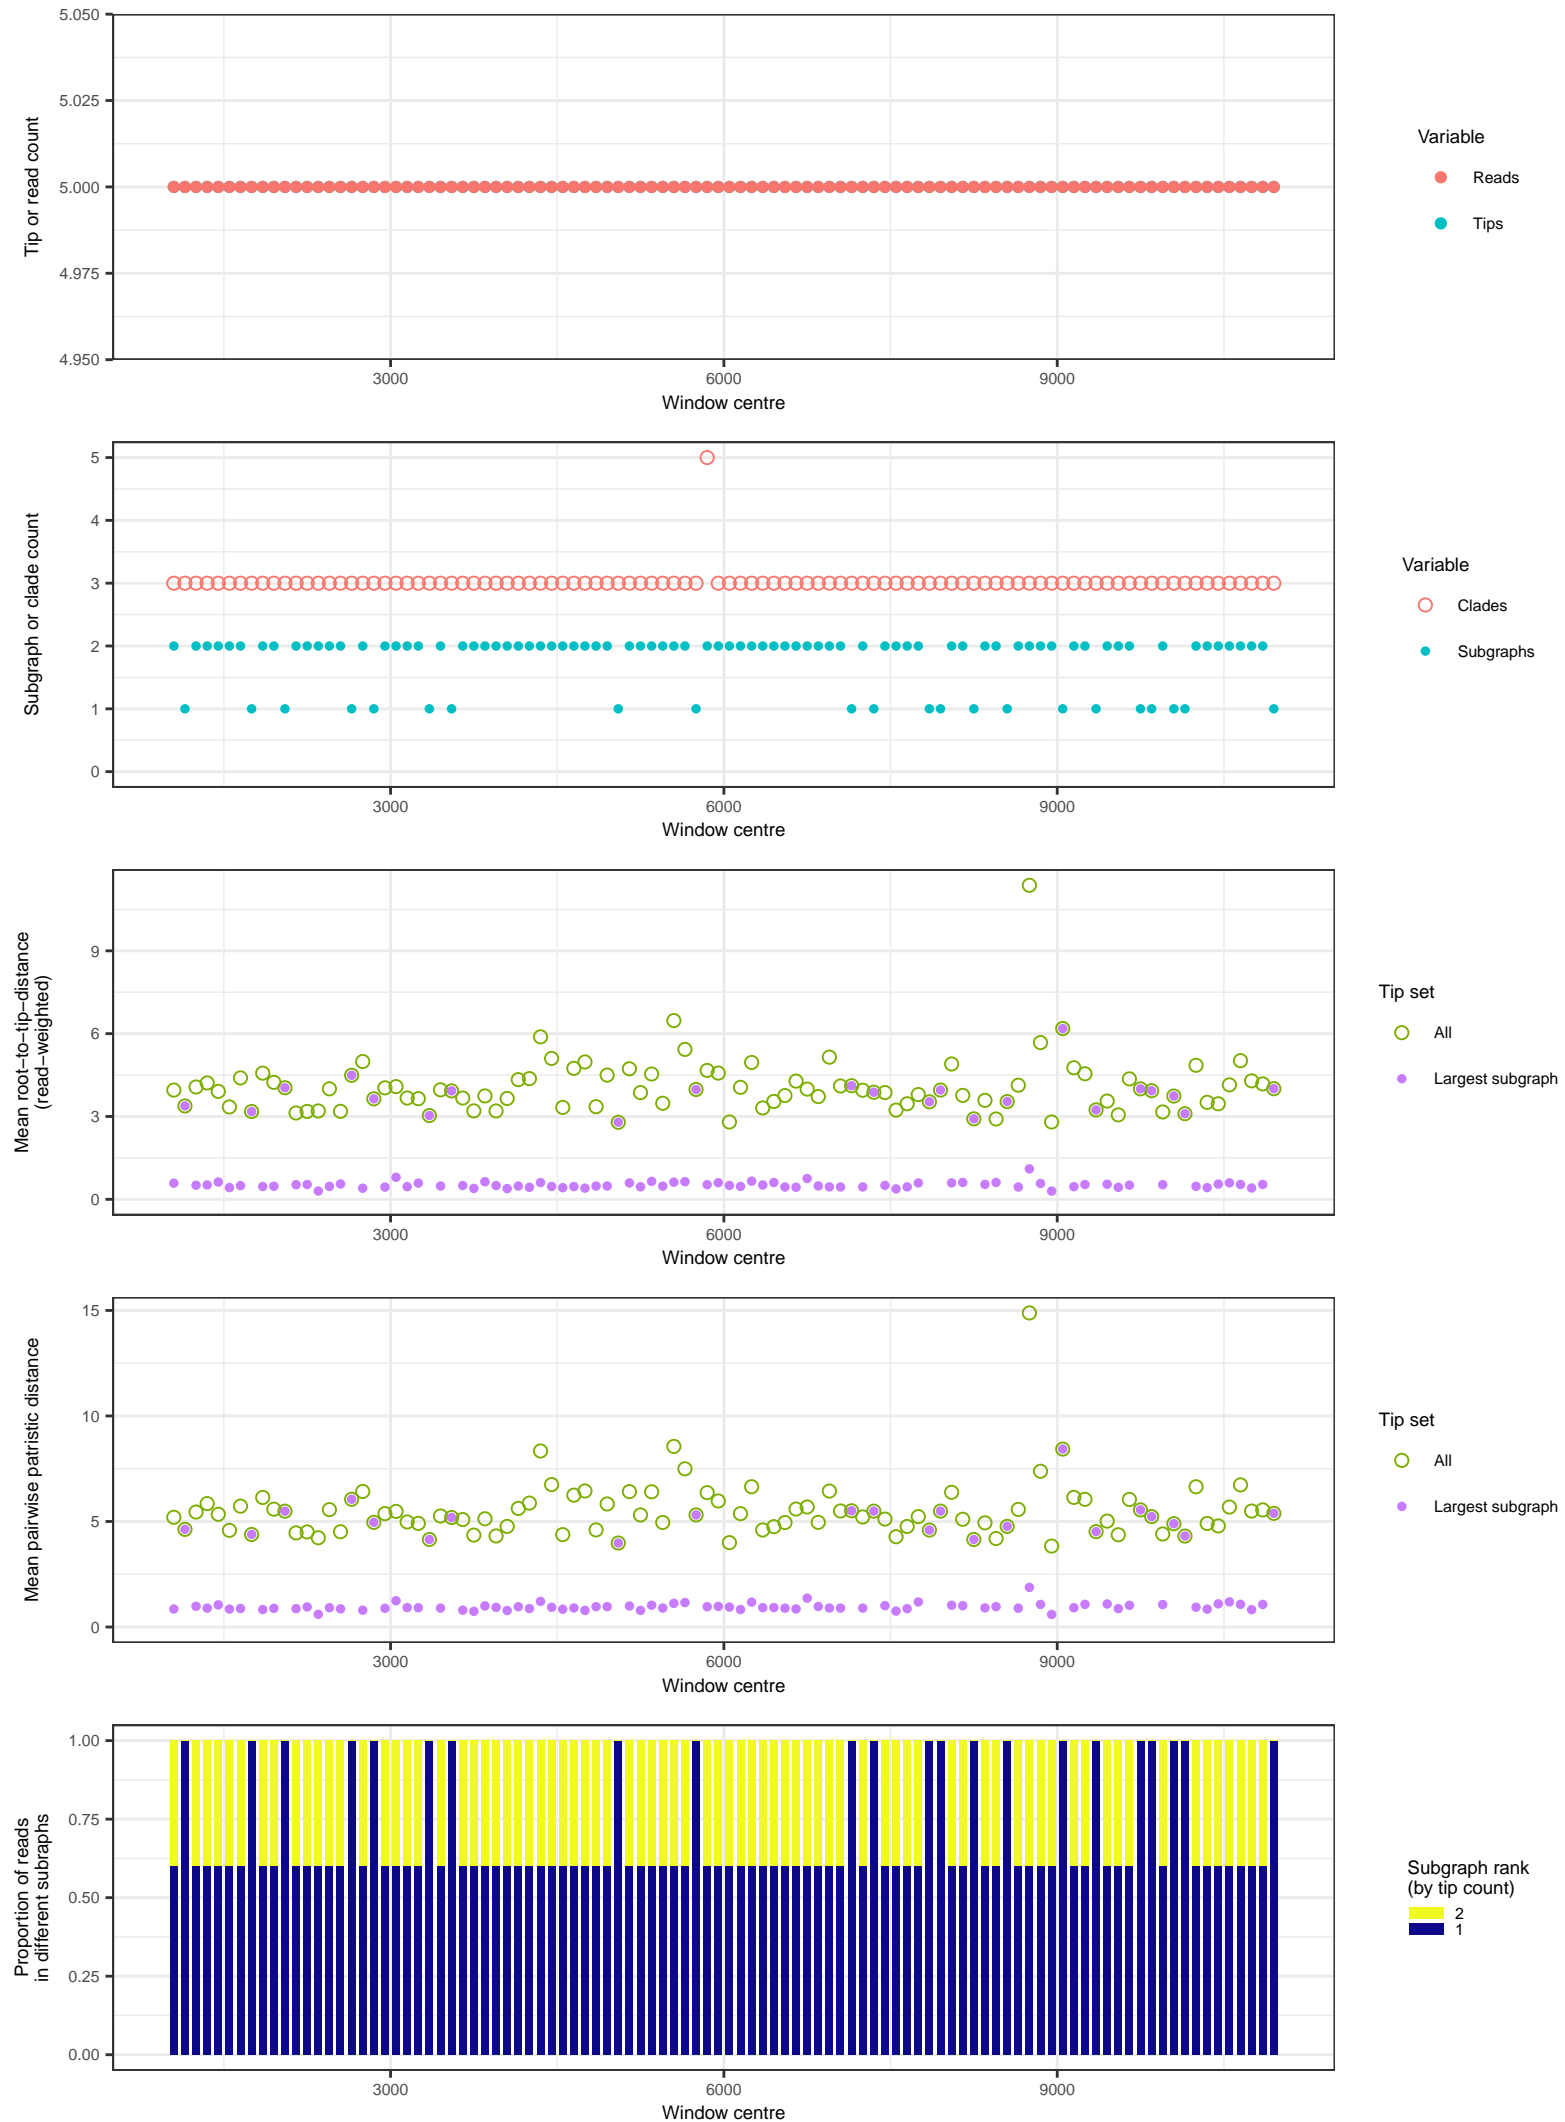 5.050
5.025
5.000
4.975
4.950
Tip or read count
3000 6000 9000
Window centre
Variable
Reads
Tips
5
4
3
2
1
0
Subgraph or clade count
3000 6000 9000
Window centre
Variable
Clades
Subgraphs
9
6
3
0
Mean root−to−tip−distance
(read−weighted)
3000 6000 9000
Window centre
Tip set
All
Largest subgraph
15
10
5
0
Mean pairwise patristic distance
3000 6000 9000
Window centre
Tip set
All
Largest subgraph
1.00
0.75
0.50
0.25
0.00
Proportion of reads
in different subraphs
3000 6000 9000
Window centre
Subgraph rank
(by tip count)
2
1